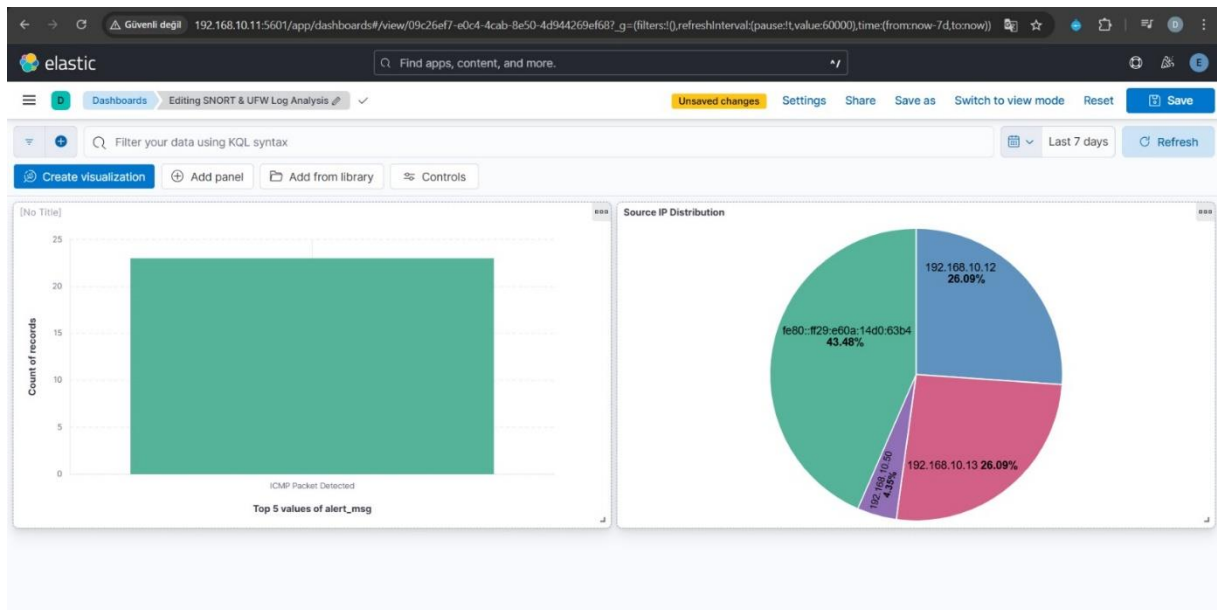 Güvenli değil
192.168.10.11:5601/app/dashboards#/view/09c26ef7-e0c4-4cab-8e50-4d944269ef68?_g=(filters:!(),refreshInterval:(pause:!t,value:60000),time:(from:now-7d,to:now))
D
elastic
Find apps, content, and more.
^/
E
D
Dashboards
Editing SNORT & UFW Log Analysis
Unsaved changes
Settings
Share
Save as
Switch to view mode
Reset
Save
Filter your data using KQL syntax
Last 7 days
Refresh
Create visualization
Add panel
Add from library
Controls
[No Title]
25
20
15
10
5
0
Count of records
ICMP Packet Detected
Top 5 values of alert_msg
Source IP Distribution
192.168.10.12
26.09%
fe80::ff29:e60a:14d0:63b4
43.48%
192.168.10.13 26.09%
192.168.10.50
4.35%